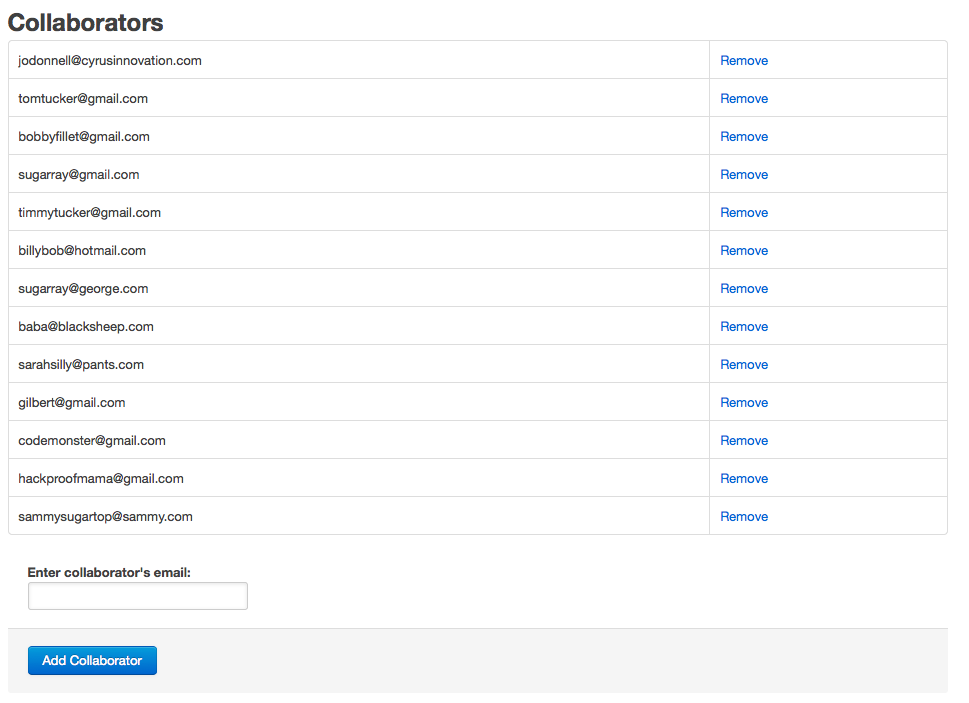 Collaborators
jodonnell@cyrusinnovation.com Remove
tomtucker@gmail.com Remove
bobbyfillet@gmail.com Remove
sugarray@gmail.com Remove
timmytucker@gmail.com Remove
billybob@hotmail.com Remove
sugarray@george.com Remove
baba@blacksheep.com Remove
sarahsilly@pants.com Remove
gilbert@gmail.com Remove
codemonster@gmail.com Remove
hackproofmama@gmail.com Remove
sammysugartop@sammy.com Remove
Enter collaborator's email:
Add Collaborator